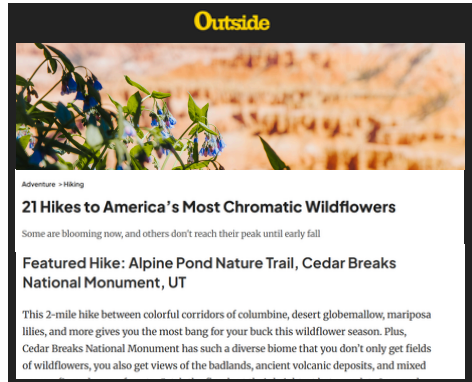 Outside
Adventure > Hiking
21 Hikes to America's Most Chromatic Wildflowers
Some are blooming now, and others don't reach their peak until early fall
Featured Hike: Alpine Pond Nature Trail, Cedar Breaks
National Monument, UT
This 2-mile hike between colorful corridors of columbine, desert globemallow, mariposa
lilies, and more gives you the most bang for your buck this wildflower season. Plus,
Cedar Breaks National Monument has such a diverse biome that you don't only get fields
of wildflowers, you also get views of the badlands, ancient volcanic deposits, and mixed